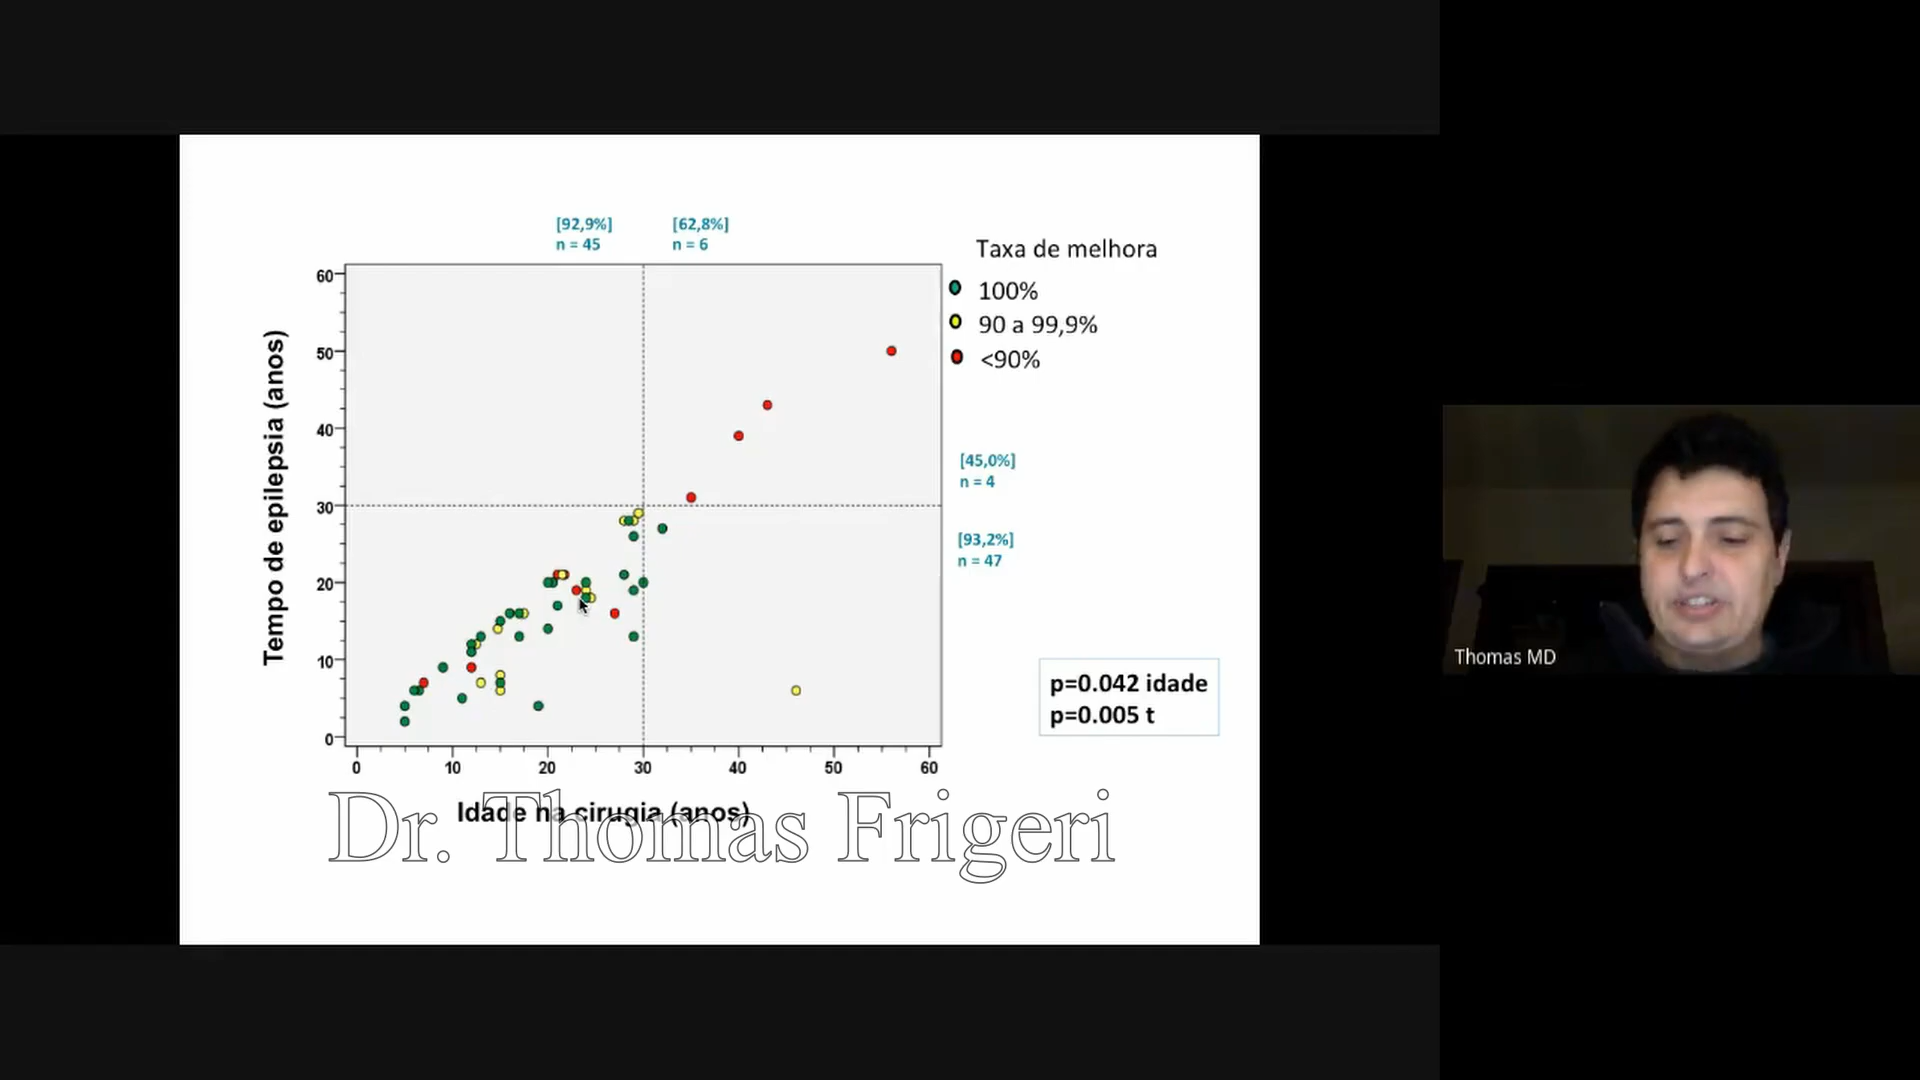 [92,9%]
n = 45
[62,8%]
n = 6
Taxa de melhora
100%
90 a 99,9%
<90%
Tempo de epilepsia (anos)
60
50
40
30
20
10
0
[45,0%]
n = 4
[93,2%]
n = 47
p=0.042 idade
p=0.005 t
0 10 20 30 40 50 60
Idade na cirugia (anos)
Dr. Thomas Frigeri
Thomas MD